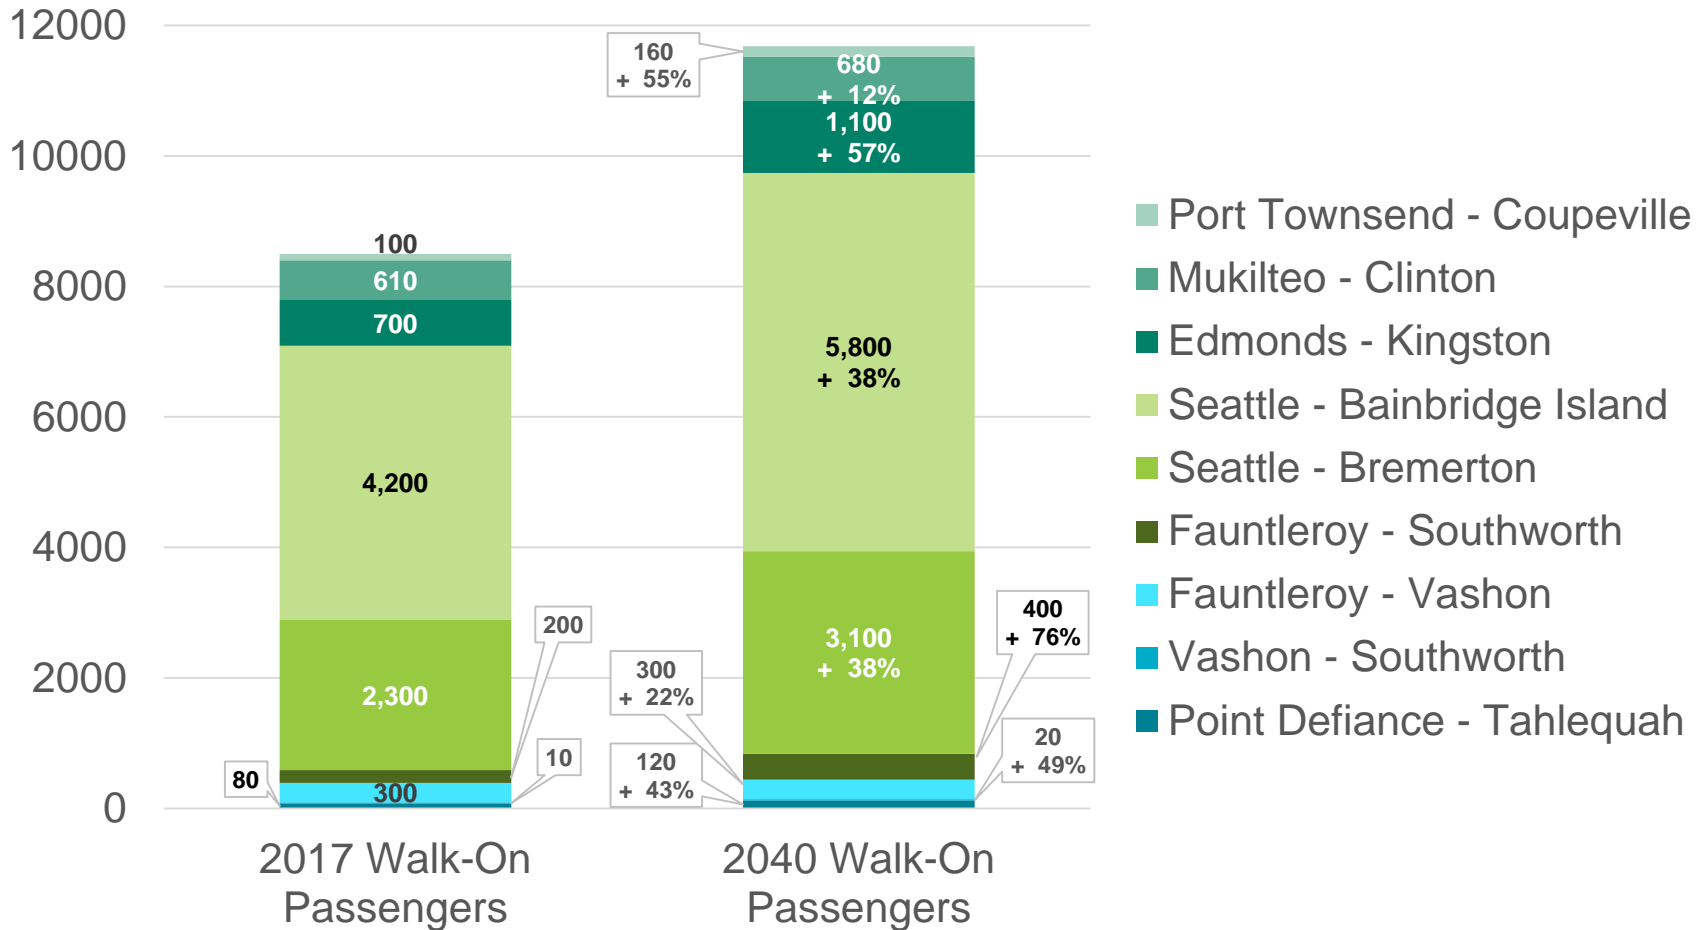 12000
10000
8000
6000
4000
2000
0
100
610
700
4,200
2,300
200
10
80
300
160
+ 55%
680
+ 12%
1,100
+ 57%
5,800
+ 38%
3,100
+ 38%
400
+ 76%
300
+ 22%
120
+ 43%
20
+ 49%
2017 Walk-On
Passengers
2040 Walk-On
Passengers
Port Townsend - Coupeville
Mukilteo - Clinton
Edmonds - Kingston
Seattle - Bainbridge Island
Seattle - Bremerton
Fauntleroy - Southworth
Fauntleroy - Vashon
Vashon - Southworth
Point Defiance - Tahlequah